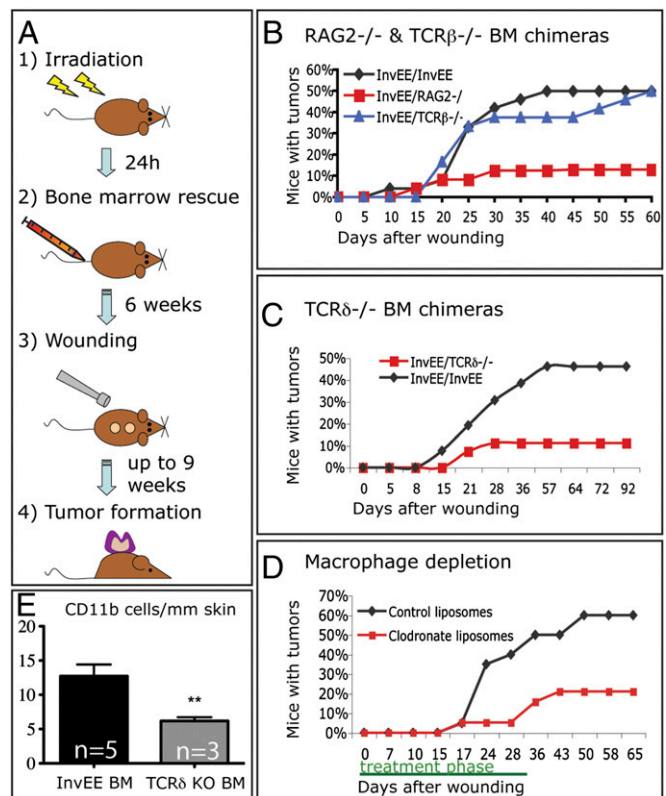 A
1) Irradiation
24h
2) Bone marrow rescue
6 weeks
3) Wounding
up to 9
weeks
4) Tumor formation
B
RAG2-/- & TCRβ-/- BM chimeras
InvEE/InvEE
InvEE/RAG2-/
InvEE/TCRβ-/-
Mice with tumors
60%
50%
40%
30%
20%
10%
0%
0 5 10 15 20 25 30 35 40 45 50 55 60
Days after wounding
C
TCRδ-/- BM chimeras
InvEE/TCRδ-/-
InvEE/InvEE
Mice with tumors
50%
40%
30%
20%
10%
0%
0 5 8 15 21 28 36 57 64 72 92
Days after wounding
D
Macrophage depletion
Control liposomes
Clodronate liposomes
Mice with tumors
70%
60%
50%
40%
30%
20%
10%
0%
0 7 10 15 17 24 28 36 43 50 58 65
treatment phase
Days after wounding
E
CD11b cells/mm skin
20
15
10
5
0
**
n=5
n=3
InvEE BM
TCRδ KO BM